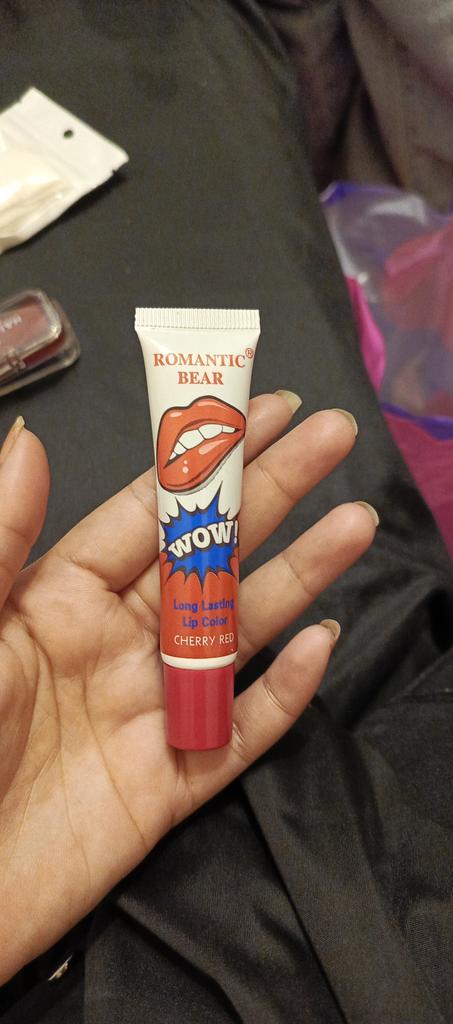 ROMANTIC®
BEAR
WOW!
Long Lasting
Lip Color
CHERRY RED